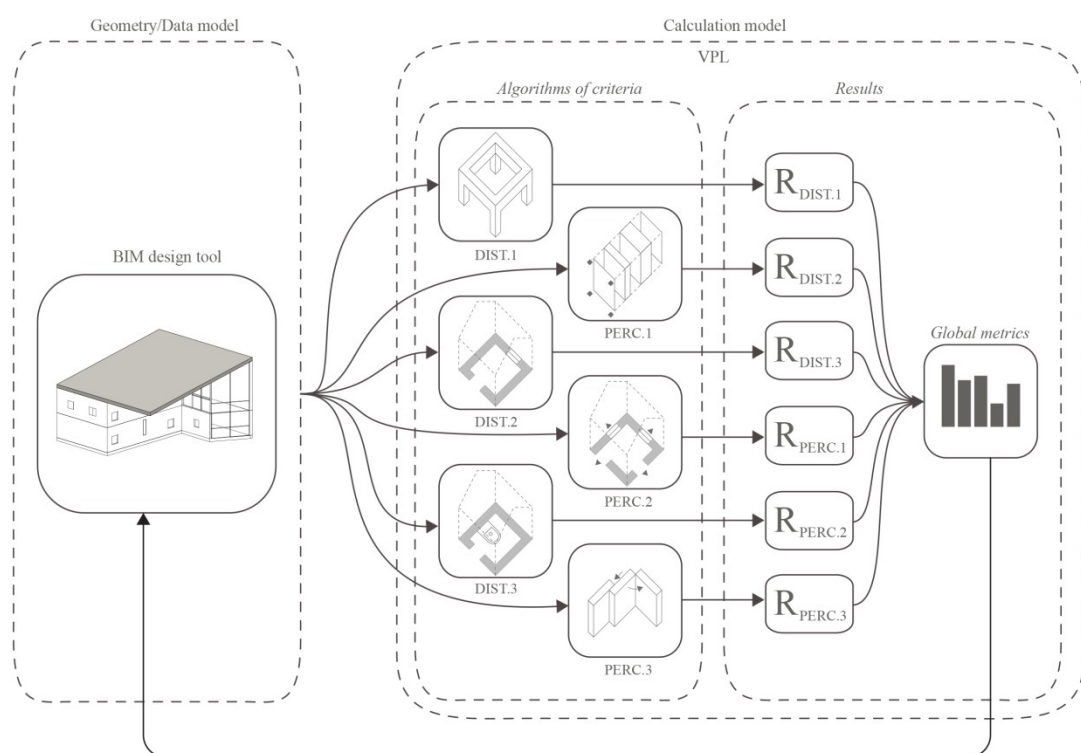 Geometry/Data model
Calculation model
VPL
Algorithms of criteria
Results
BIM design tool
DIST.1
PERC.1
DIST.2
PERC.2
DIST.3
PERC.3
R DIST.1
R DIST.2
R DIST.3
R PERC.1
R PERC.2
R PERC.3
Global metrics